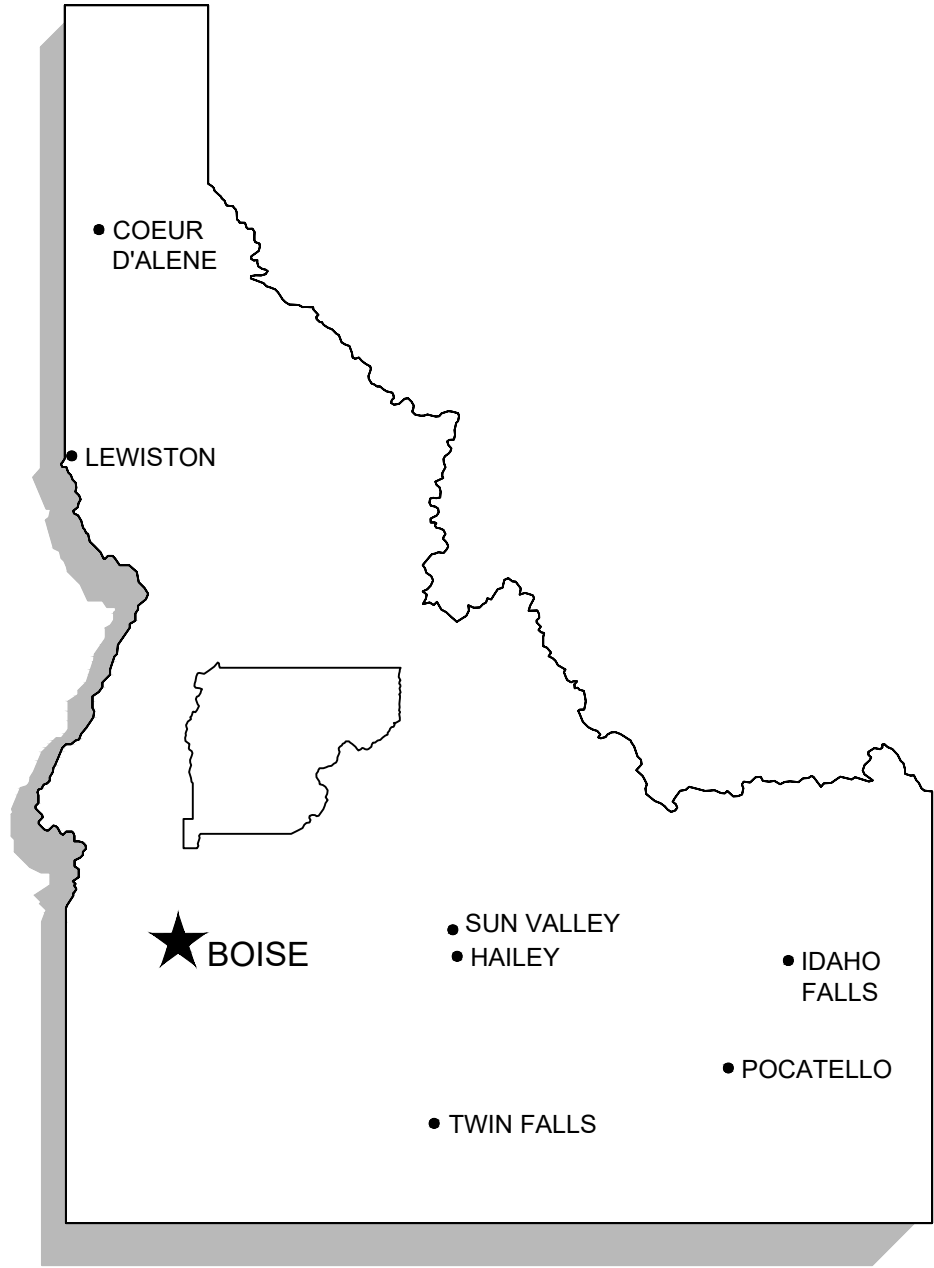 COEUR
D'ALENE
LEWISTON
SUN VALLEY
BOISE
HAILEY
IDAHO
FALLS
POCATELLO
TWIN FALLS